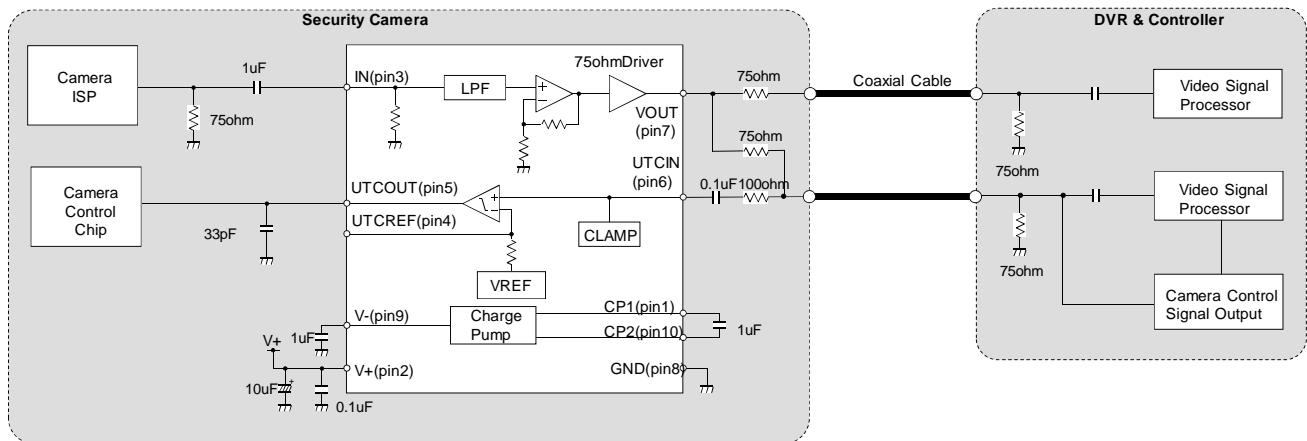 Security Camera
DVR & Controller
Camera
ISP
1uF
75ohm
IN(pin3)
LPF
+
−
75ohmDriver
VOUT
(pin7)
75ohm
75ohm
Coaxial Cable
75ohm
Video Signal
Processor
Camera
Control
Chip
33pF
UTCOUT(pin5)
UTCREF(pin4)
+
-
VREF
CLAMP
UTCIN
(pin6)
0.1uF
100ohm
75ohm
Video Signal
Processor
Camera Control
Signal Output
V-(pin9)
1uF
Charge
Pump
CP1(pin1)
CP2(pin10)
1uF
V+
V+(pin2)
10uF
+
0.1uF
GND(pin8)